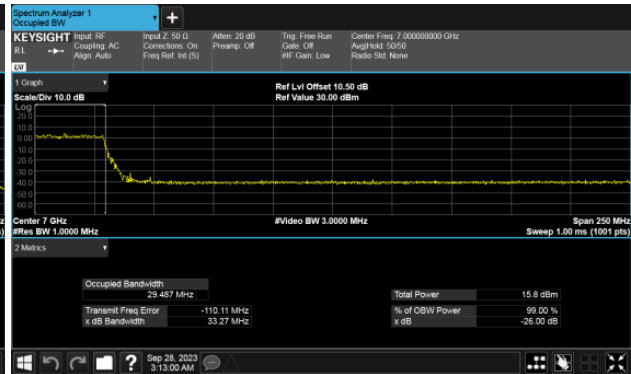 Spectrum Analyzer 1
Occupied BW
+
KEYSIGHT Input: RF Input Z: 50 Ω Atten: 20 dB Trig: Free Run Center Freq: 7.000000000 GHz
RL Coupling: AC Corrections: On Preamp: Off Gate: Off Avg|Hold: 50/50
Align: Auto Freq Ref: Int (S) #IF Gain: Low Radio Std: None
LXI
1 Graph Ref Lvl Offset 10.50 dB
Scale/Div 10.0 dB Ref Value 30.00 dBm
Log
20.0
10.0
0.00
-10.0
-20.0
-30.0
-40.0
-50.0
-60.0
Center 7 GHz #Video BW 3.0000 MHz Span 250 MHz
#Res BW 1.0000 MHz Sweep 1.00 ms (1001 pts)
2 Metrics
Occupied Bandwidth
29.487 MHz Total Power 15.8 dBm
Transmit Freq Error -110.11 MHz % of OBW Power 99.00 %
x dB Bandwidth 33.27 MHz x dB -26.00 dB
? Sep 28, 2023
3:13:00 AM